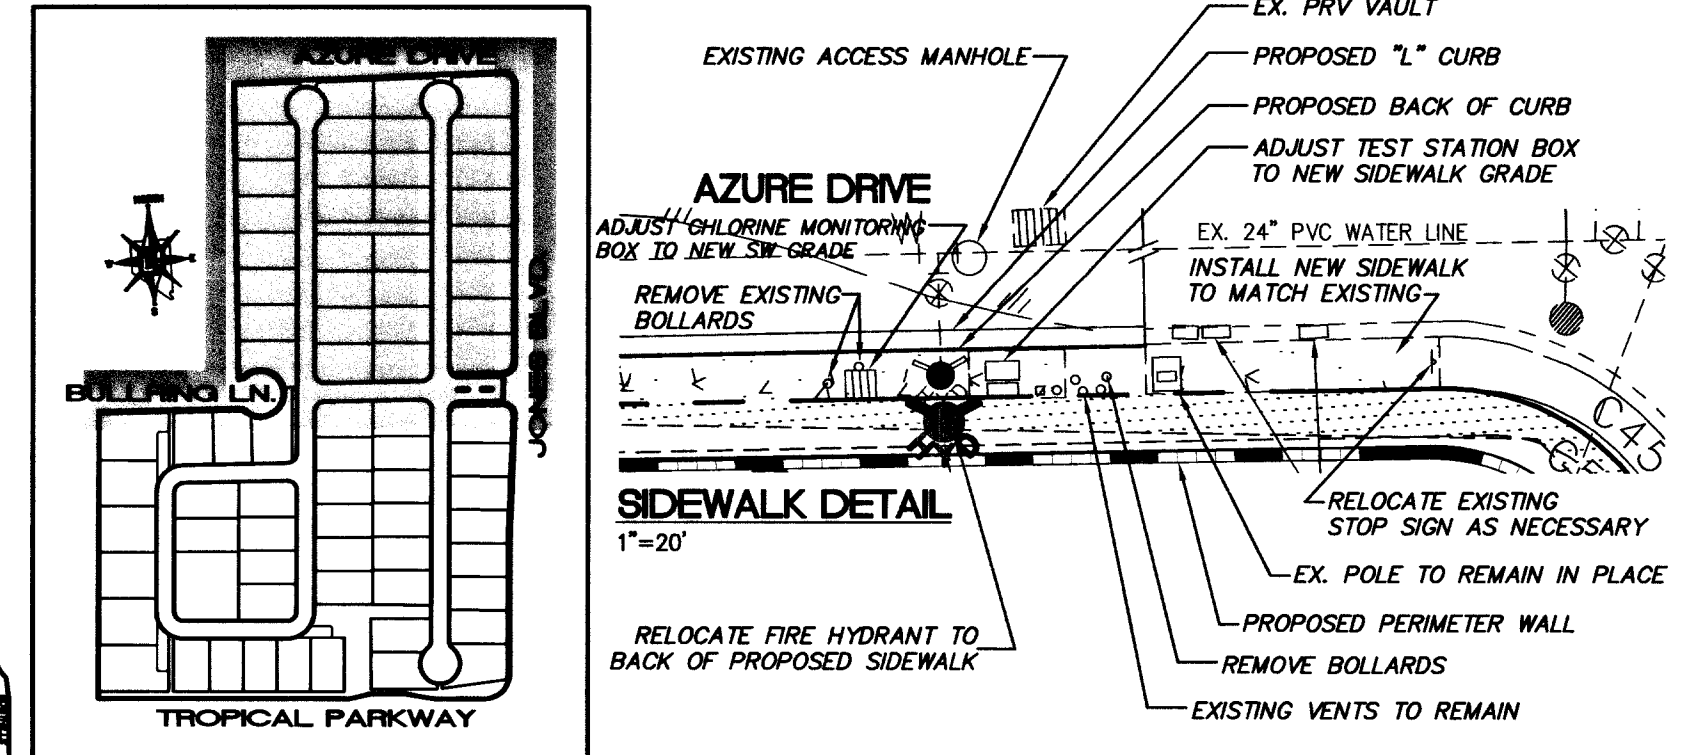 AZURE DRIVE
JONES BLVD.
BULLRING LN.
TROPICAL PARKWAY
EX. PRV VAULT
EXISTING ACCESS MANHOLE
PROPOSED "L" CURB
PROPOSED BACK OF CURB
ADJUST TEST STATION BOX
TO NEW SIDEWALK GRADE
AZURE DRIVE
ADJUST CHLORINE MONITORING
BOX TO NEW SW GRADE
EX. 24" PVC WATER LINE
INSTALL NEW SIDEWALK
TO MATCH EXISTING
REMOVE EXISTING
BOLLARDS
C45
SIDEWALK DETAIL
1"=20'
RELOCATE EXISTING
STOP SIGN AS NECESSARY
EX. POLE TO REMAIN IN PLACE
PROPOSED PERIMETER WALL
RELOCATE FIRE HYDRANT TO
BACK OF PROPOSED SIDEWALK
REMOVE BOLLARDS
EXISTING VENTS TO REMAIN